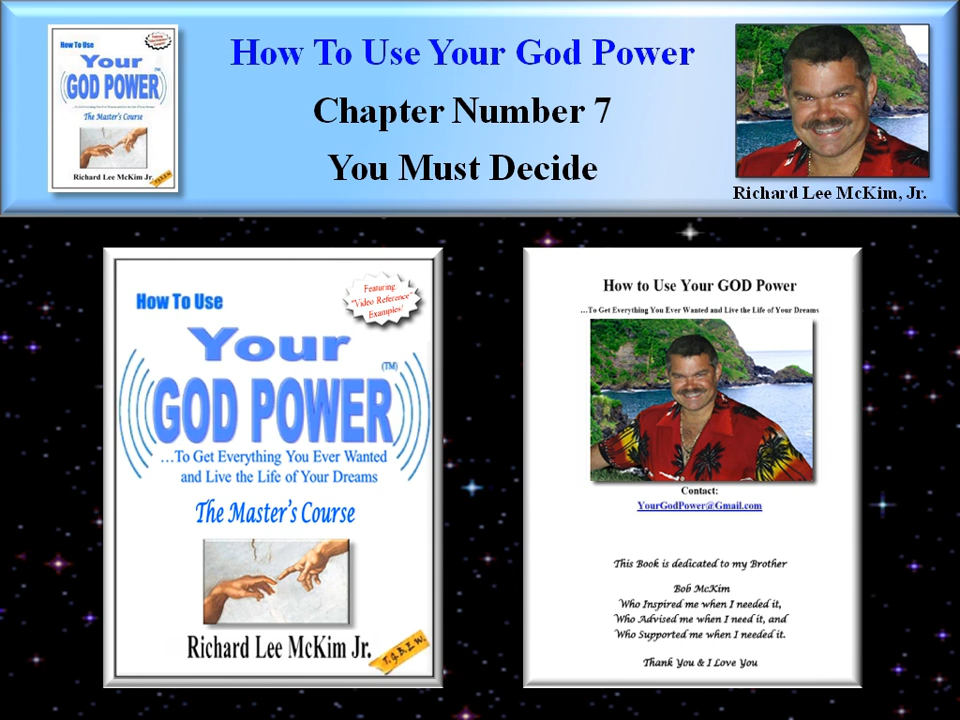 How To Use Your God Power
Chapter Number 7
You Must Decide
How To Use
Your
GOD POWER
(TM)
The Master's Course
Richard Lee McKim Jr.
Richard Lee McKim, Jr.
How To Use
Featuring
"Video Reference"
Examples!
Your
(TM)
GOD POWER
...To Get Everything You Ever Wanted
and Live the Life of Your Dreams
The Master's Course
Richard Lee McKim Jr.
T.G.B.I.W.
How to Use Your GOD Power
...To Get Everything You Ever Wanted and Live the Life of Your Dreams
Contact:
YourGodPower@Gmail.com
This Book is dedicated to my Brother
Bob McKim
Who Inspired me when I needed it,
Who Advised me when I need it, and
Who Supported me when I needed it.
Thank You & I Love You